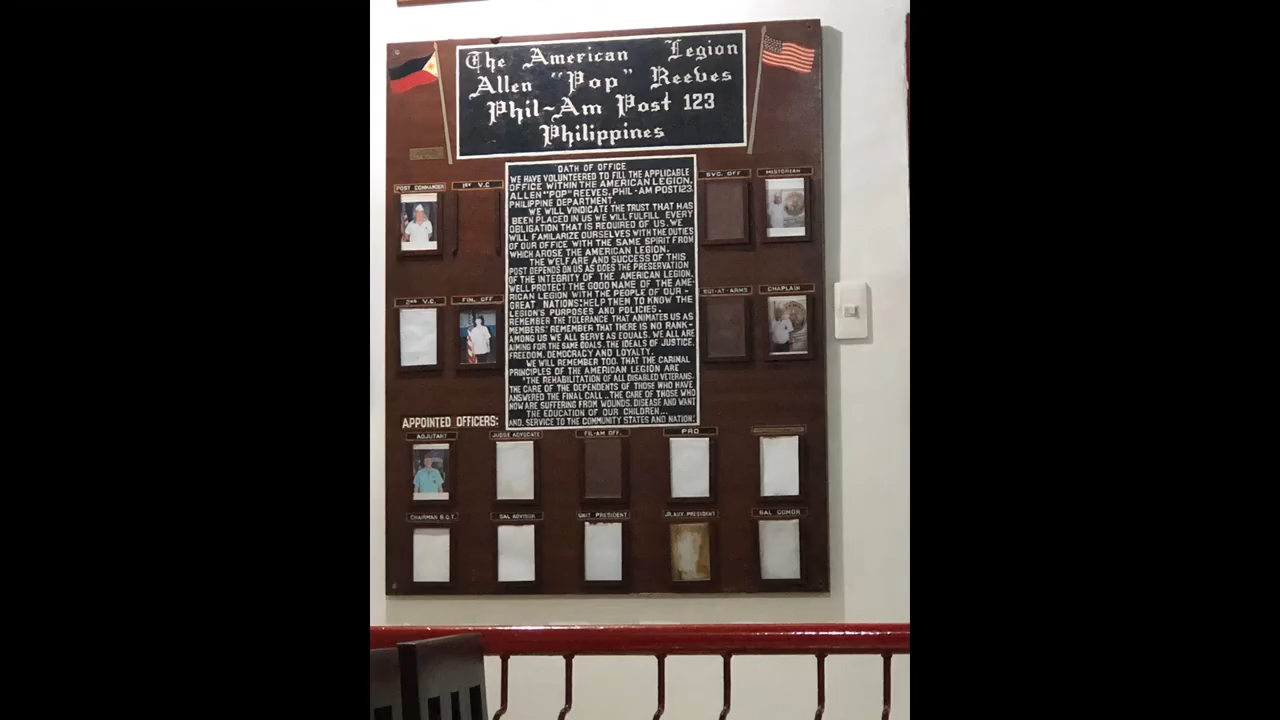 The American Legion
Allen "Pop" Reeves
Phil-Am Post 123
Philippines
OATH OF OFFICE
WE HAVE VOLUNTEERED TO FILL THE APPLICABLE
OFFICE WITHIN THE AMERICAN LEGION,
ALLEN "POP" REEVES, PHIL-AM POST 123.
PHILIPPINE DEPARTMENT.
WE WILL VINDICATE THE TRUST THAT HAS
BEEN PLACED IN US WE WILL FULFILL EVERY
OBLIGATION THAT IS REQUIRED OF US. WE
WILL FAMILARIZE OURSELVES WITH THE DUTIES
OF OUR OFFICE WITH THE SAME SPIRIT FROM
WHICH AROSE THE AMERICAN LEGION.
THE WELFARE AND SUCCESS OF THIS
POST DEPENDS ON US AS DOES THE PRESERVATION
OF THE INTEGRITY OF THE AMERICAN LEGION.
WE'LL PROTECT THE GOOD NAME OF THE AME-
RICAN LEGION WITH THE PEOPLE OF OUR-
GREAT NATIONS: HELP THEM TO KNOW THE
LEGION'S PURPOSES AND POLICIES.
REMEMBER THE TOLERANCE THAT ANIMATES US AS
MEMBERS' REMEMBER THAT THERE IS NO RANK-
AMONG US WE ALL SERVE AS EQUALS. WE ALL ARE
AIMING FOR THE SAME GOALS. THE IDEALS OF JUSTICE.
FREEDOM. DEMOCRACY AND LOYALTY.
WE WILL REMEMBER TOO. THAT THE CARINAL
PRINCIPLES OF THE AMERICAN LEGION ARE
"THE REHABILITATION OF ALL DISABLED VETERANS.
THE CARE OF THE DEPENDENTS OF THOSE WHO HAVE
ANSWERED THE FINAL CALL .. THE CARE OF THOSE WHO
NOW ARE SUFFERING FROM WOUNDS. DISEASE AND WANT
THE EDUCATION OF OUR CHILDREN...
AND. SERVICE TO THE COMMUNITY STATES AND NATION:
POST COMMANDER
1ST V.C
SVC. OFF
HISTORIAN
2ND V.C.
FIN. OFF
SGT-AT-ARMS
CHAPLAIN
APPOINTED OFFICERS:
ADJUTANT
JUDGE ADVOCATE
FIL-AM OFF.
PRO
CHAIRMAN B.O.T.
SAL ADVISOR
UNIT PRESIDENT
JR. AUX. PRESIDENT
SAL COMDR